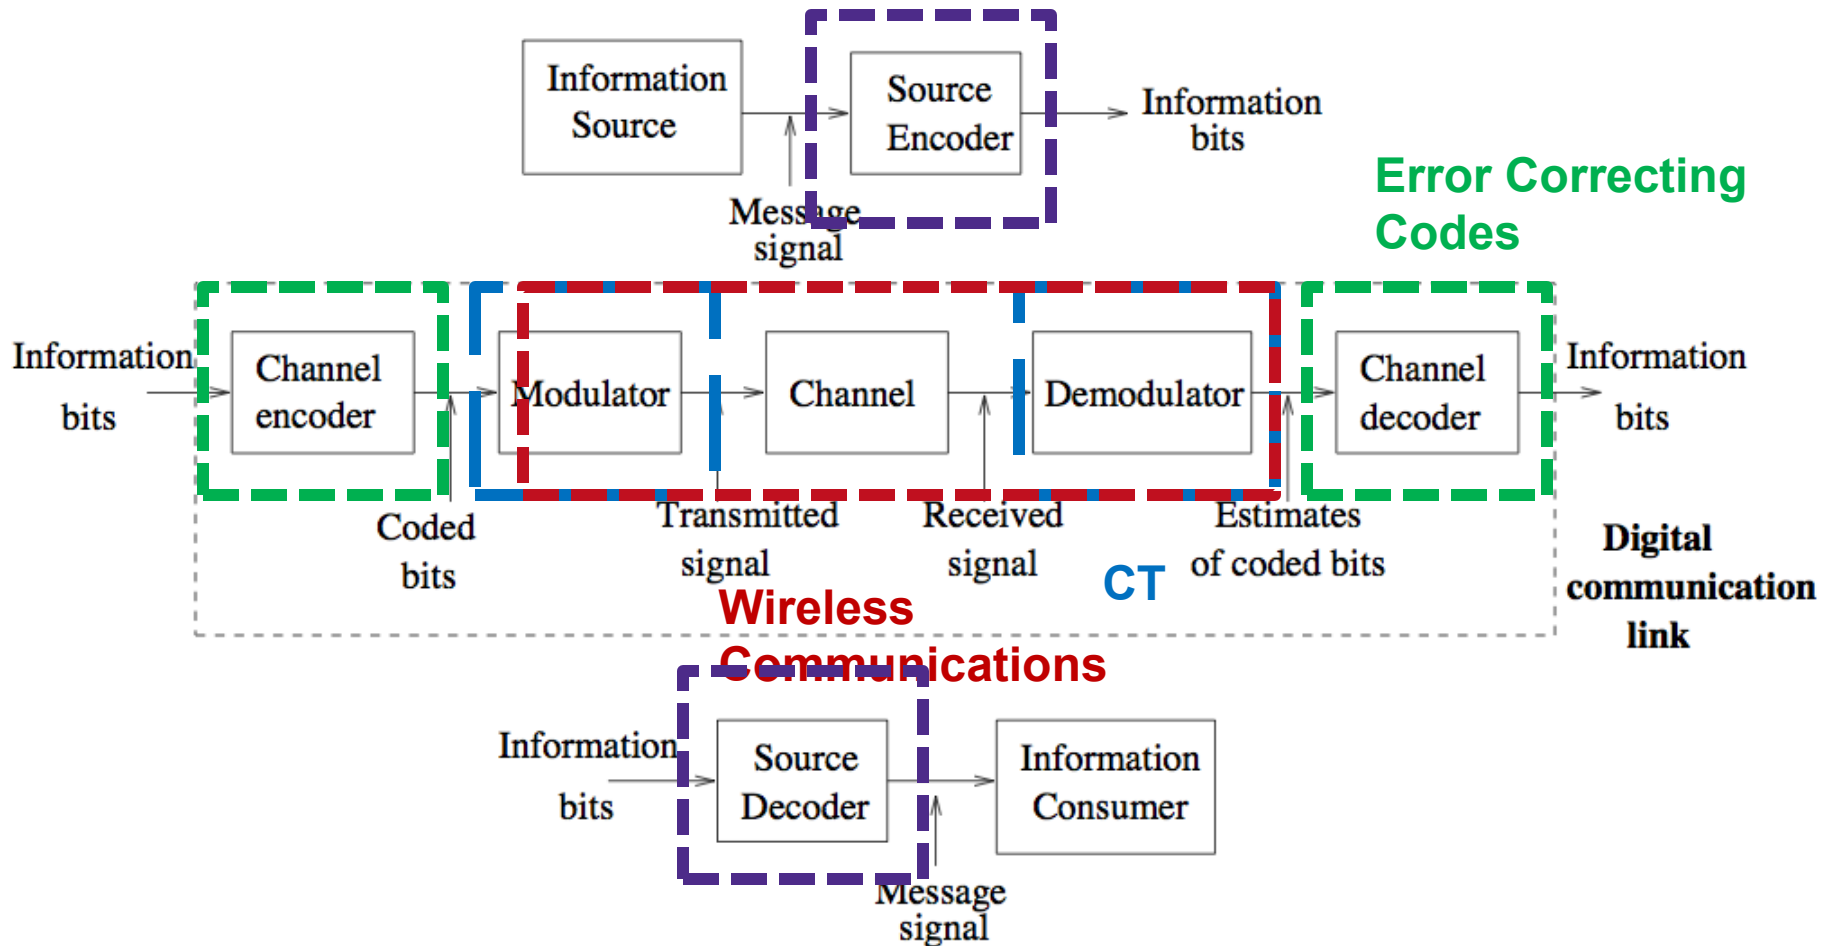 Information
Source
Source
Encoder
Information
bits
Message
signal
Error Correcting
Codes
Information
bits
Channel
encoder
Modulator
Channel
Demodulator
Channel
decoder
Information
bits
Coded
bits
Transmitted
signal
Received
signal
Estimates
of coded bits
CT
Wireless
Communications
Digital
communication
link
Information
bits
Source
Decoder
Information
Consumer
Message
signal